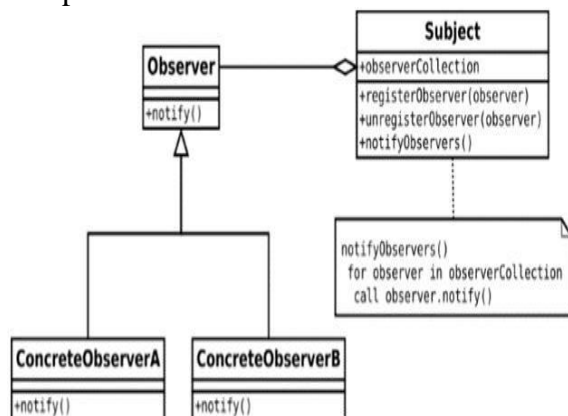 Subject
+observerCollection
+registerObserver(observer)
+unregisterObserver(observer)
+notifyObservers()
Observer
+notify()
notifyObservers()
for observer in observerCollection
call observer.notify()
ConcreteObserverA
+notify()
ConcreteObserverB
+notify()